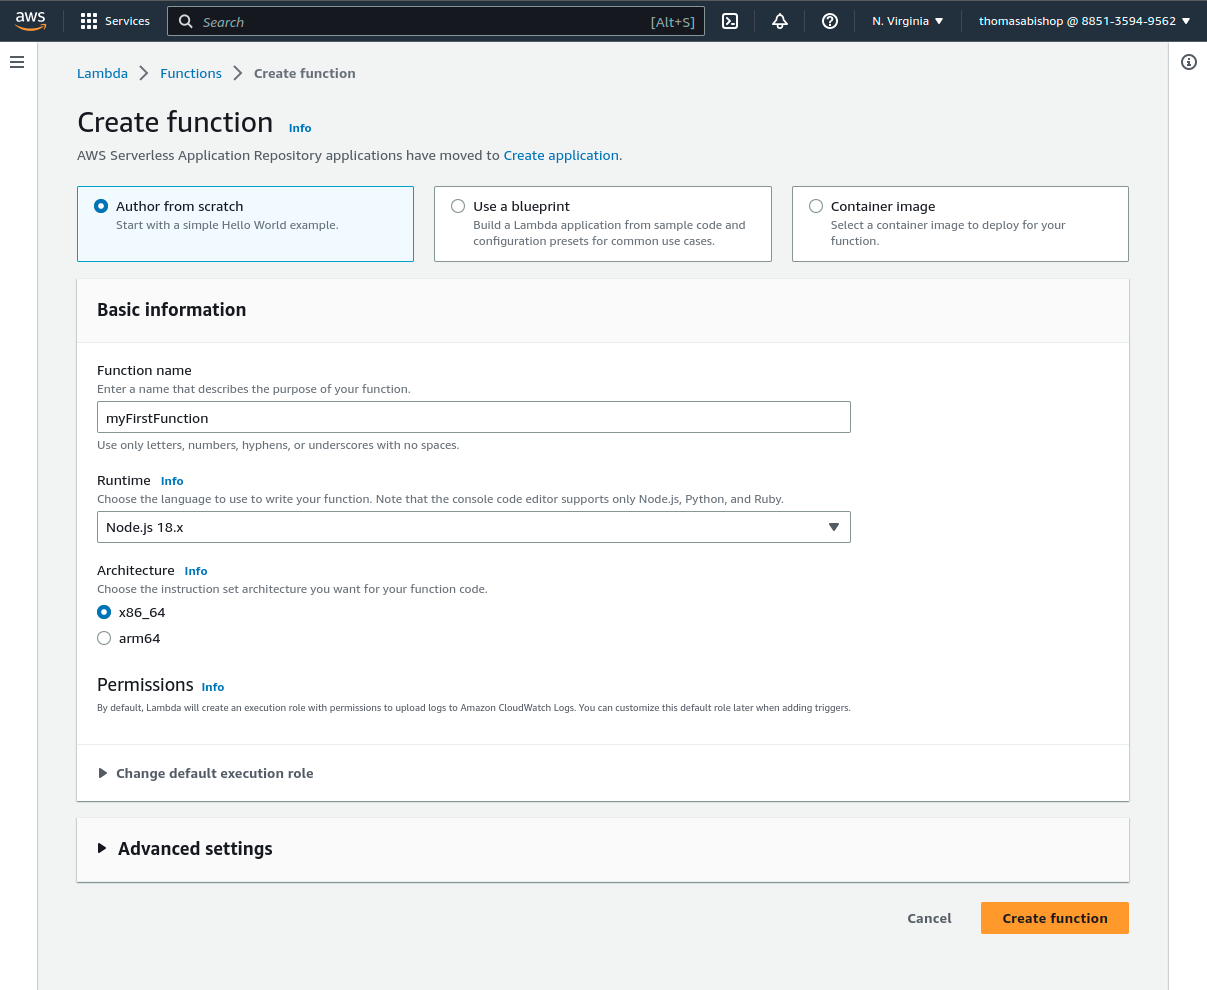 aws Services Search [Alt+S] N. Virginia thomasabishop @ 8851-3594-9562
Lambda Functions Create function
Create function Info
AWS Serverless Application Repository applications have moved to Create application.
Author from scratch
Start with a simple Hello World example.
Use a blueprint
Build a Lambda application from sample code and
configuration presets for common use cases.
Container image
Select a container image to deploy for your
function.
Basic information
Function name
Enter a name that describes the purpose of your function.
myFirstFunction
Use only letters, numbers, hyphens, or underscores with no spaces.
Runtime Info
Choose the language to use to write your function. Note that the console code editor supports only Node.js, Python, and Ruby.
Node.js 18.x
Architecture Info
Choose the instruction set architecture you want for your function code.
x86_64
arm64
Permissions Info
By default, Lambda will create an execution role with permissions to upload logs to Amazon CloudWatch Logs. You can customize this default role later when adding triggers.
Change default execution role
Advanced settings
Cancel Create function